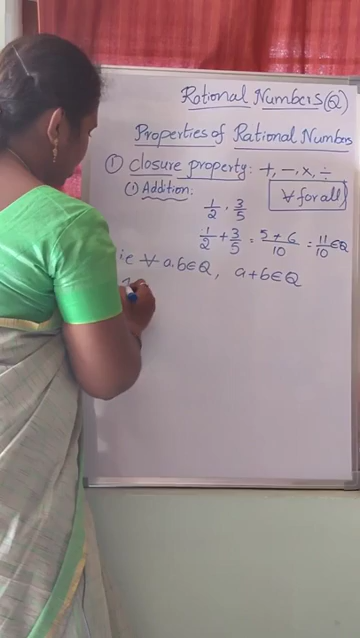 Rational Numbers (Q)
Properties of Rational Numbers
① Closure property: +, -, ×, ÷
(i) Addition:
∀ for all
1/2, 3/5
1/2 + 3/5 = 5+6/10 = 11/10 ∈ Q
ie ∀ a,b ∈ Q, a+b ∈ Q